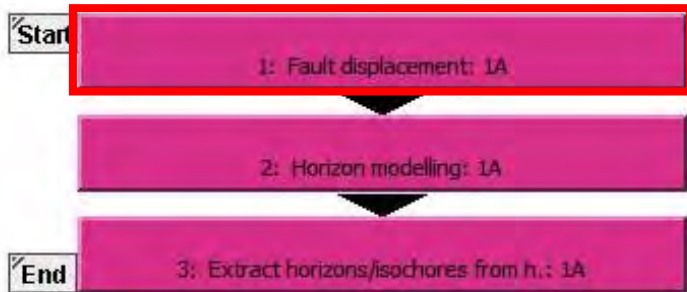 Start
1: Fault displacement: 1A
2: Horizon modelling: 1A
3: Extract horizons/isochores from h.: 1A
End